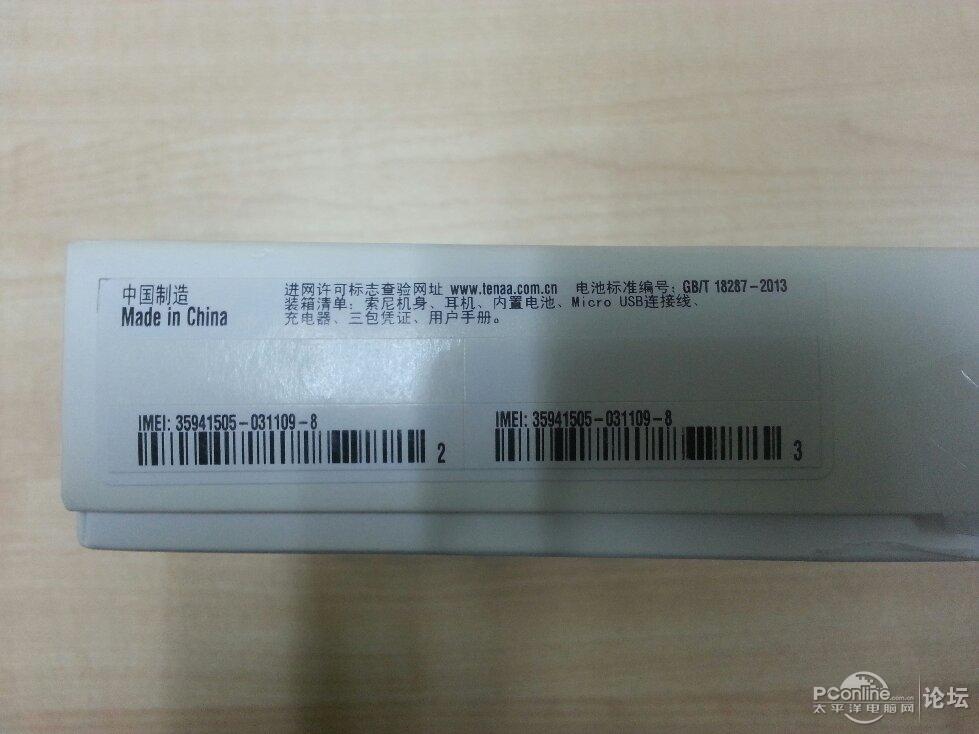 中国制造
Made in China
进网许可标志查验网址 www.tenaa.com.cn 电池标准编号: GB/T 18287-2013
装箱清单: 索尼机身、耳机、内置电池、Micro USB连接线、
充电器、三包凭证、用户手册。
IMEI: 35941505-031109-8
2
IMEI: 35941505-031109-8
3
PConline.com.cn
太平洋电脑网
论坛